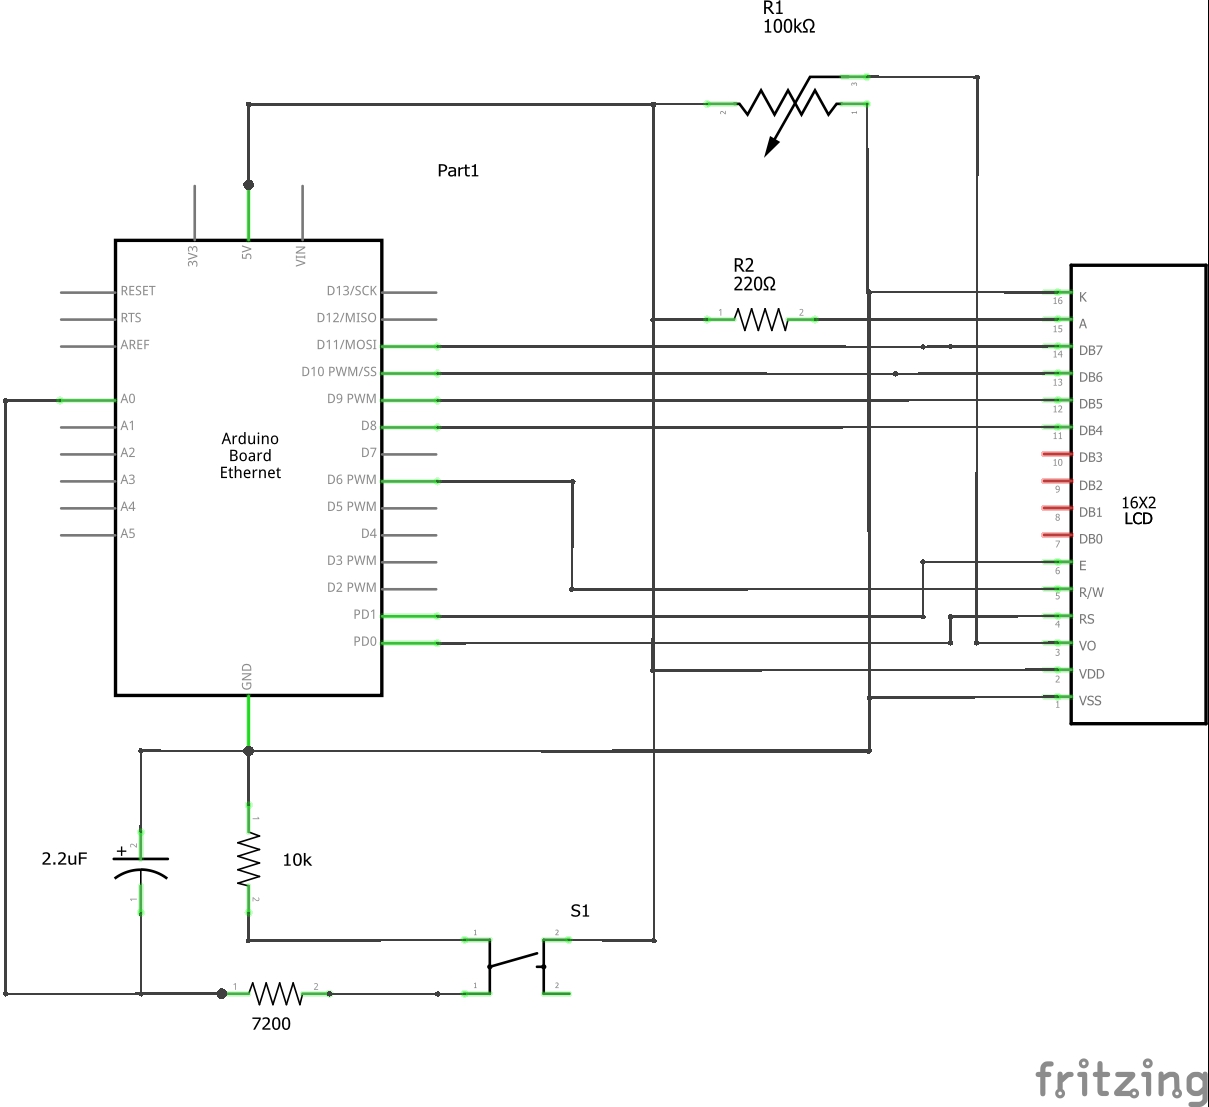 R1
100kΩ
3
2
1
Part1
3V3
5V
VIN
RESET
RTS
AREF
A0
A1
A2
A3
A4
A5
Arduino
Board
Ethernet
D13/SCK
D12/MISO
D11/MOSI
D10 PWM/SS
D9 PWM
D8
D7
D6 PWM
D5 PWM
D4
D3 PWM
D2 PWM
PD1
PD0
GND
R2
220Ω
1
2
16
K
15
A
14
DB7
13
DB6
12
DB5
11
DB4
10
DB3
9
DB2
8
DB1
7
DB0
6
E
5
R/W
4
RS
3
VO
2
VDD
1
VSS
16X2
LCD
2.2uF
+
2
1
1
10k
2
S1
1
2
1
2
1
2
7200
fritzing